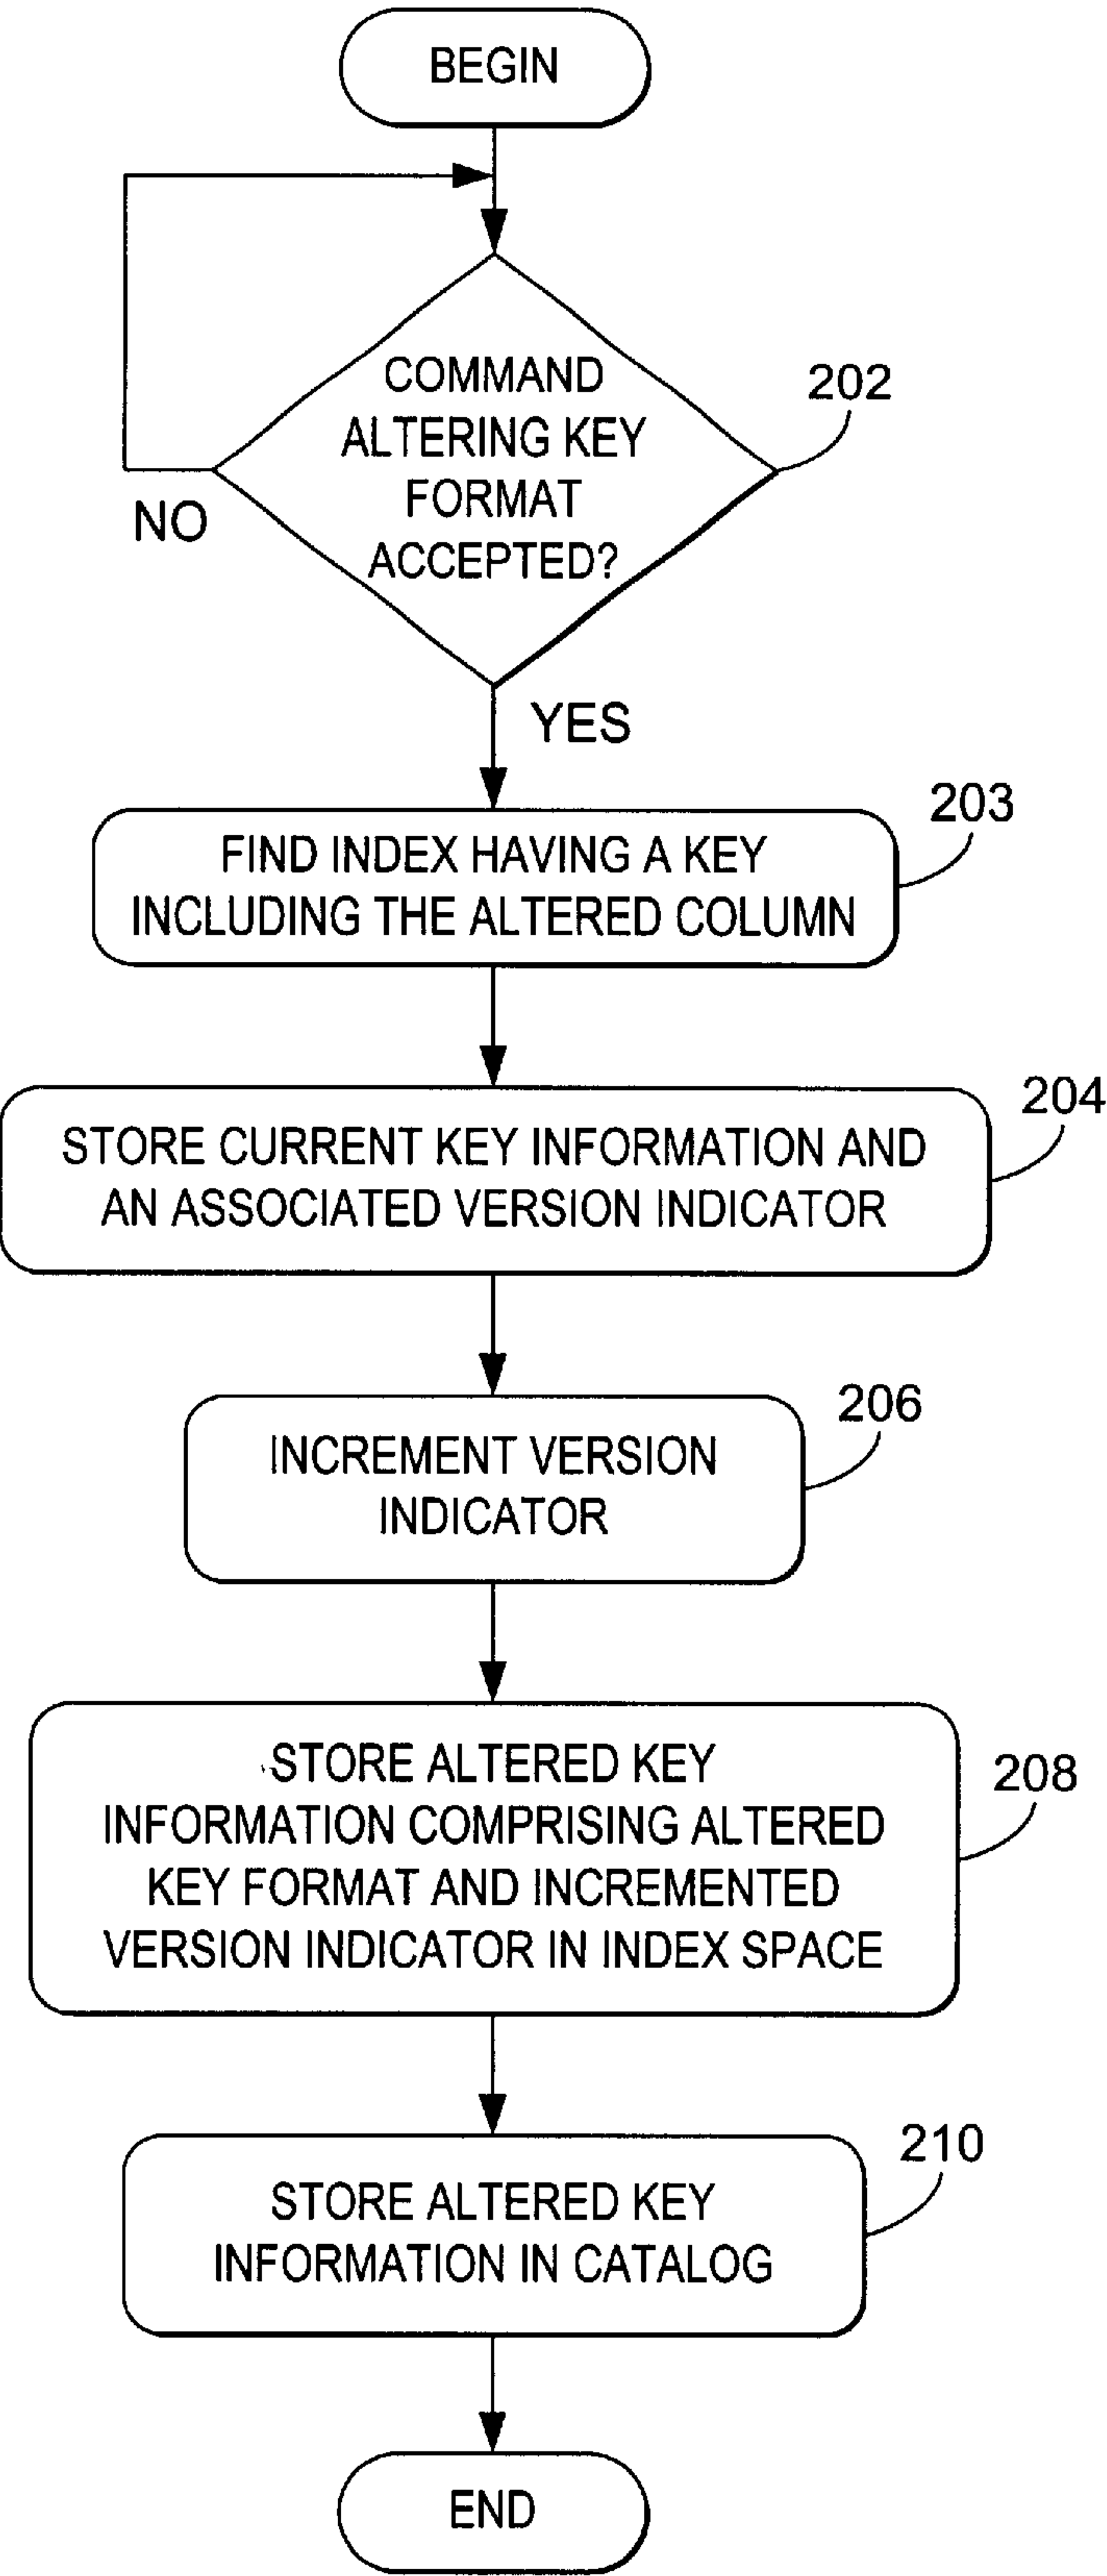 BEGIN
COMMAND
ALTERING KEY
FORMAT
ACCEPTED?
202
NO
YES
203
FIND INDEX HAVING A KEY
INCLUDING THE ALTERED COLUMN
204
STORE CURRENT KEY INFORMATION AND
AN ASSOCIATED VERSION INDICATOR
206
INCREMENT VERSION
INDICATOR
208
STORE ALTERED KEY
INFORMATION COMPRISING ALTERED
KEY FORMAT AND INCREMENTED
VERSION INDICATOR IN INDEX SPACE
210
STORE ALTERED KEY
INFORMATION IN CATALOG
END